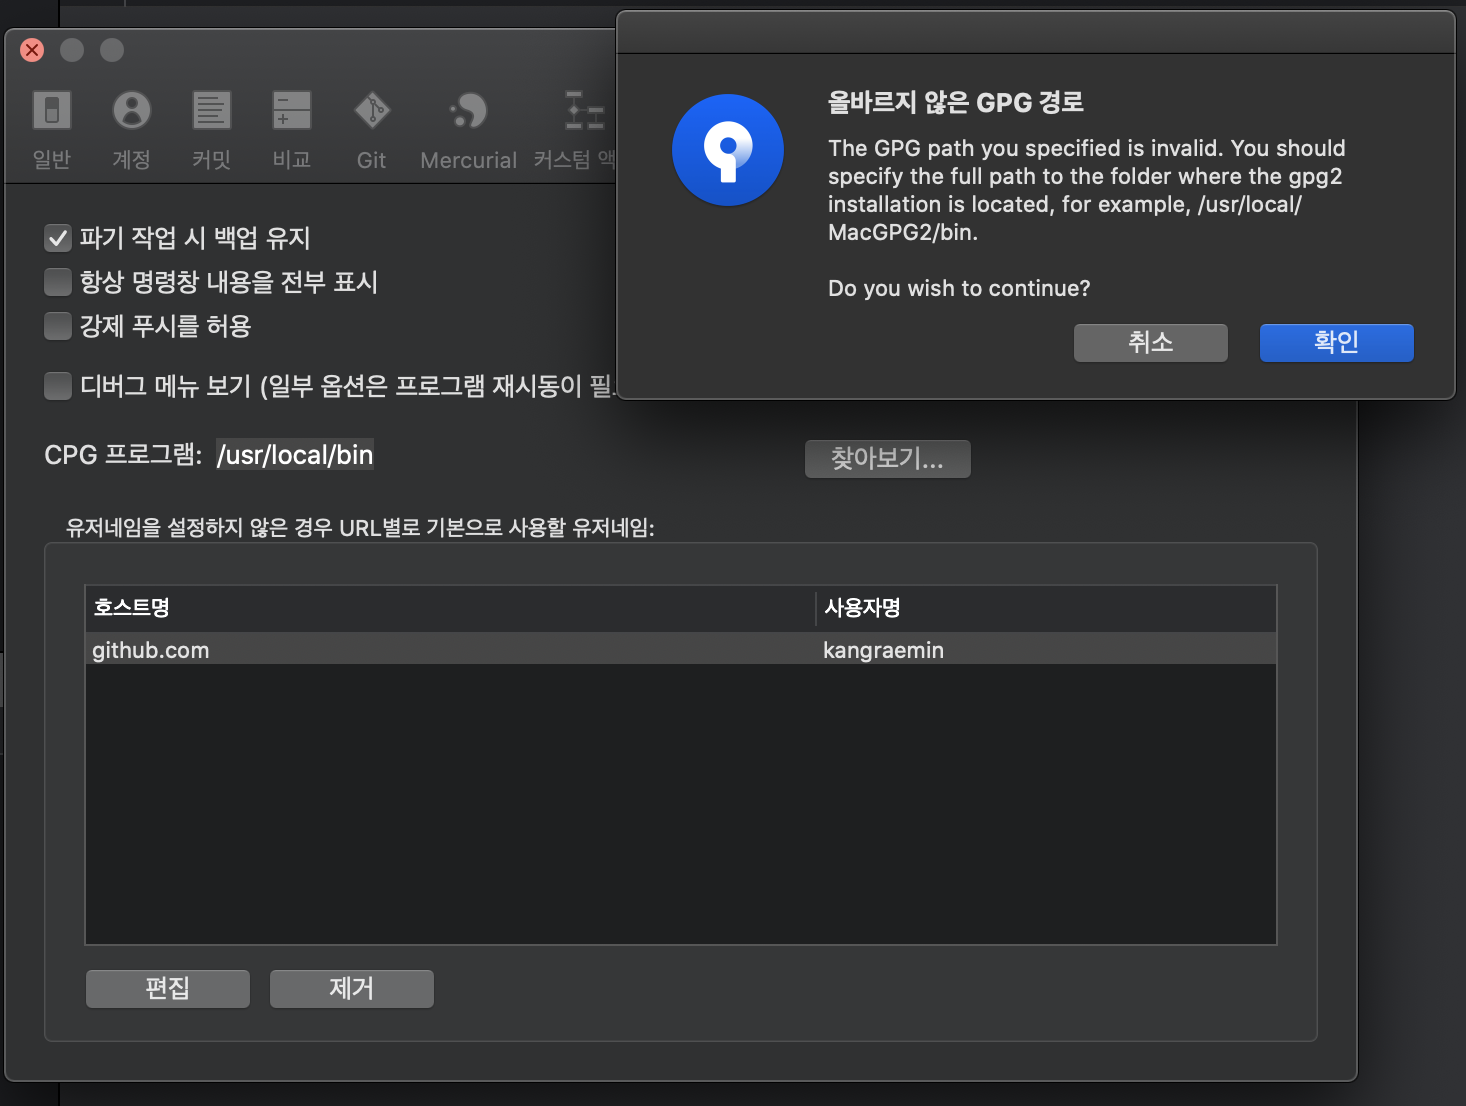 일반
계정
커밋
비교
Git
Mercurial
커스텀 액
올바르지 않은 GPG 경로
The GPG path you specified is invalid. You should
specify the full path to the folder where the gpg2
installation is located, for example, /usr/local/
MacGPG2/bin.
Do you wish to continue?
취소
확인
파기 작업 시 백업 유지
항상 명령창 내용을 전부 표시
강제 푸시를 허용
디버그 메뉴 보기 (일부 옵션은 프로그램 재시동이 필
CPG 프로그램: /usr/local/bin
찾아보기...
유저네임을 설정하지 않은 경우 URL별로 기본으로 사용할 유저네임:
호스트명
사용자명
github.com
kangraemin
편집
제거